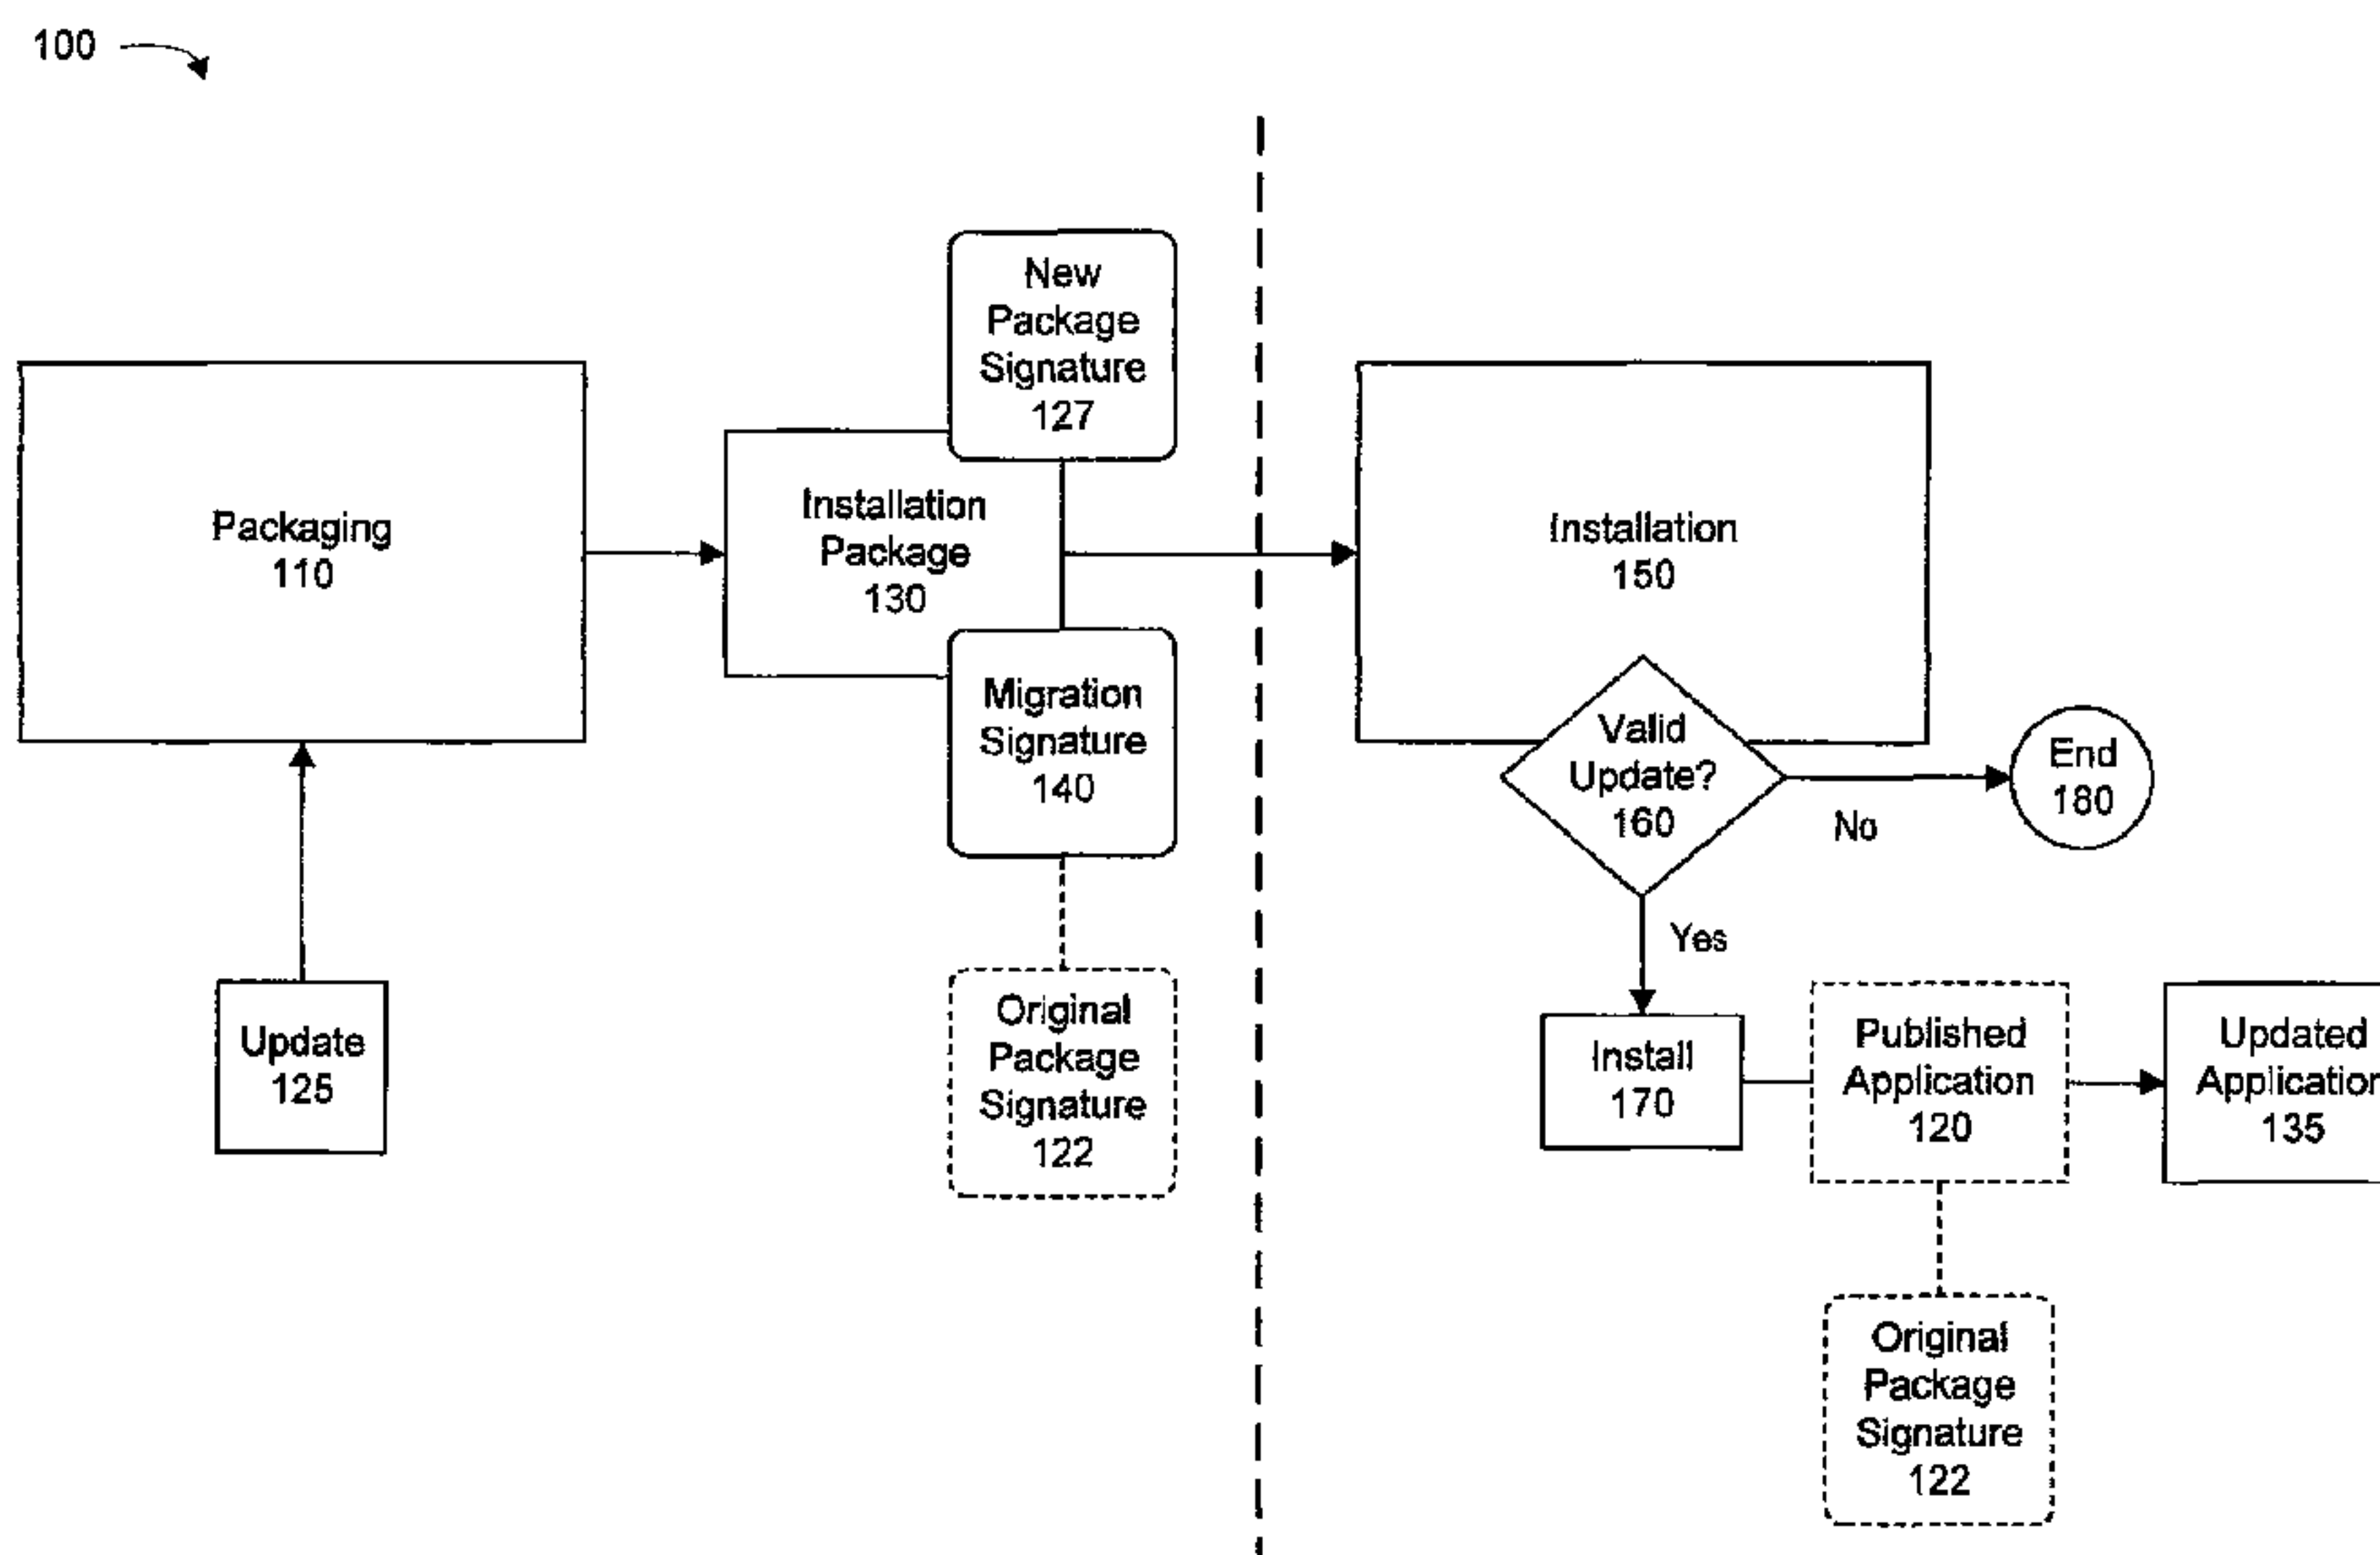 100
New
Package
Signature
127
Packaging
110
Installation
Package
130
Installation
150
Migration
Signature
140
Valid
Update?
160
End
180
No
Yes
Update
125
Original
Package
Signature
122
Install
170
Published
Application
120
Updated
Application
135
Original
Package
Signature
122